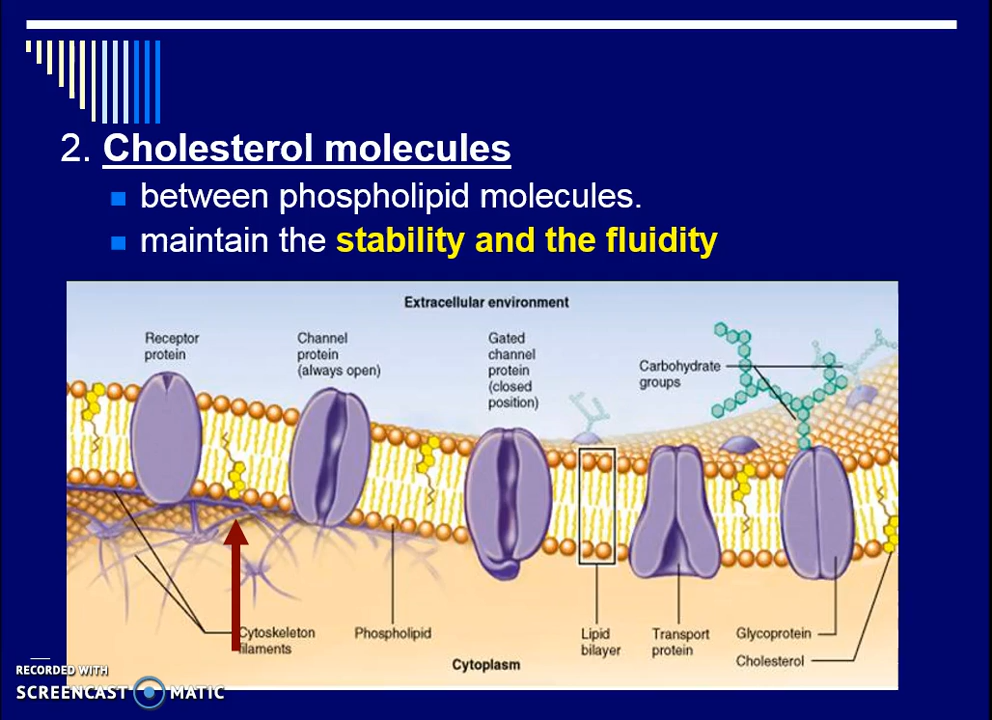 2. Cholesterol molecules
between phospholipid molecules.
maintain the stability and the fluidity
Extracellular environment
Receptor
protein
Channel
protein
(always open)
Gated
channel
protein
(closed
position)
Carbohydrate
groups
Cytoskeleton
filaments
Phospholipid
Lipid
bilayer
Transport
protein
Glycoprotein
Cholesterol
Cytoplasm
RECORDED WITH
SCREENCAST MATIC